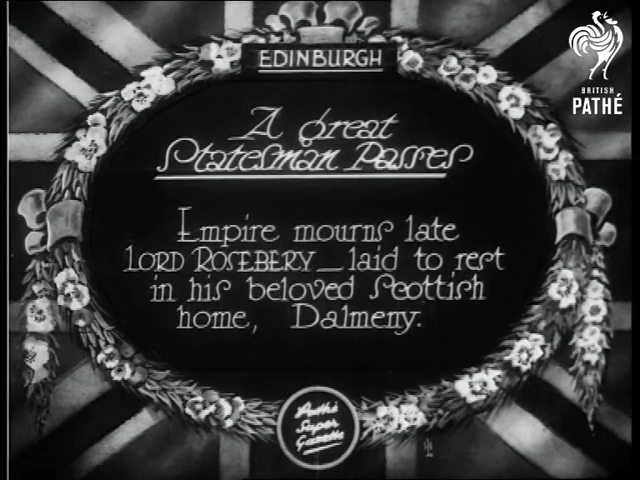 EDINBURGH
BRITISH
PATHÉ
A Great
Statesman Passes
Empire mourns late
LORD ROSEBERY — laid to rest
in his beloved Scottish
home, Dalmeny.
Pathé
Super
Gazette